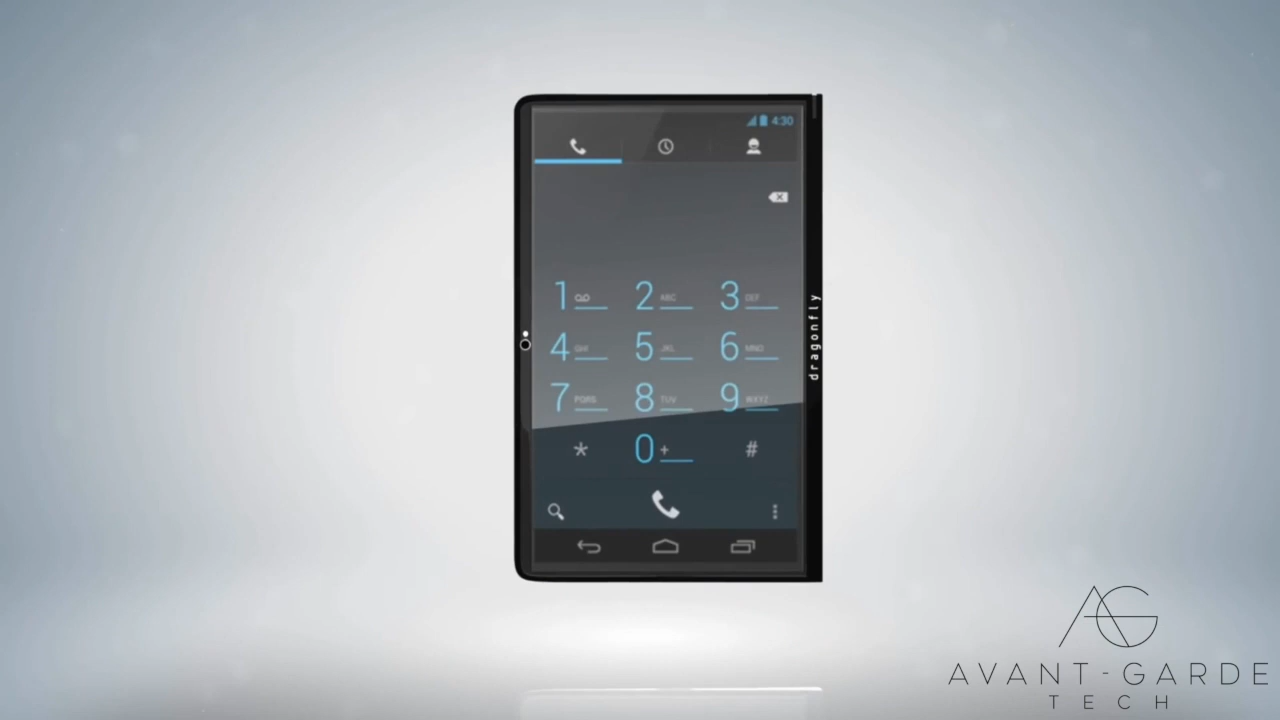 4:30
1
2 ABC
3 DEF
4 GHI
5 JKL
6 MNO
7 PQRS
8 TUV
9 WXYZ
*
0 +
#
dragonfly
AG
AVANT-GARDE
TECH